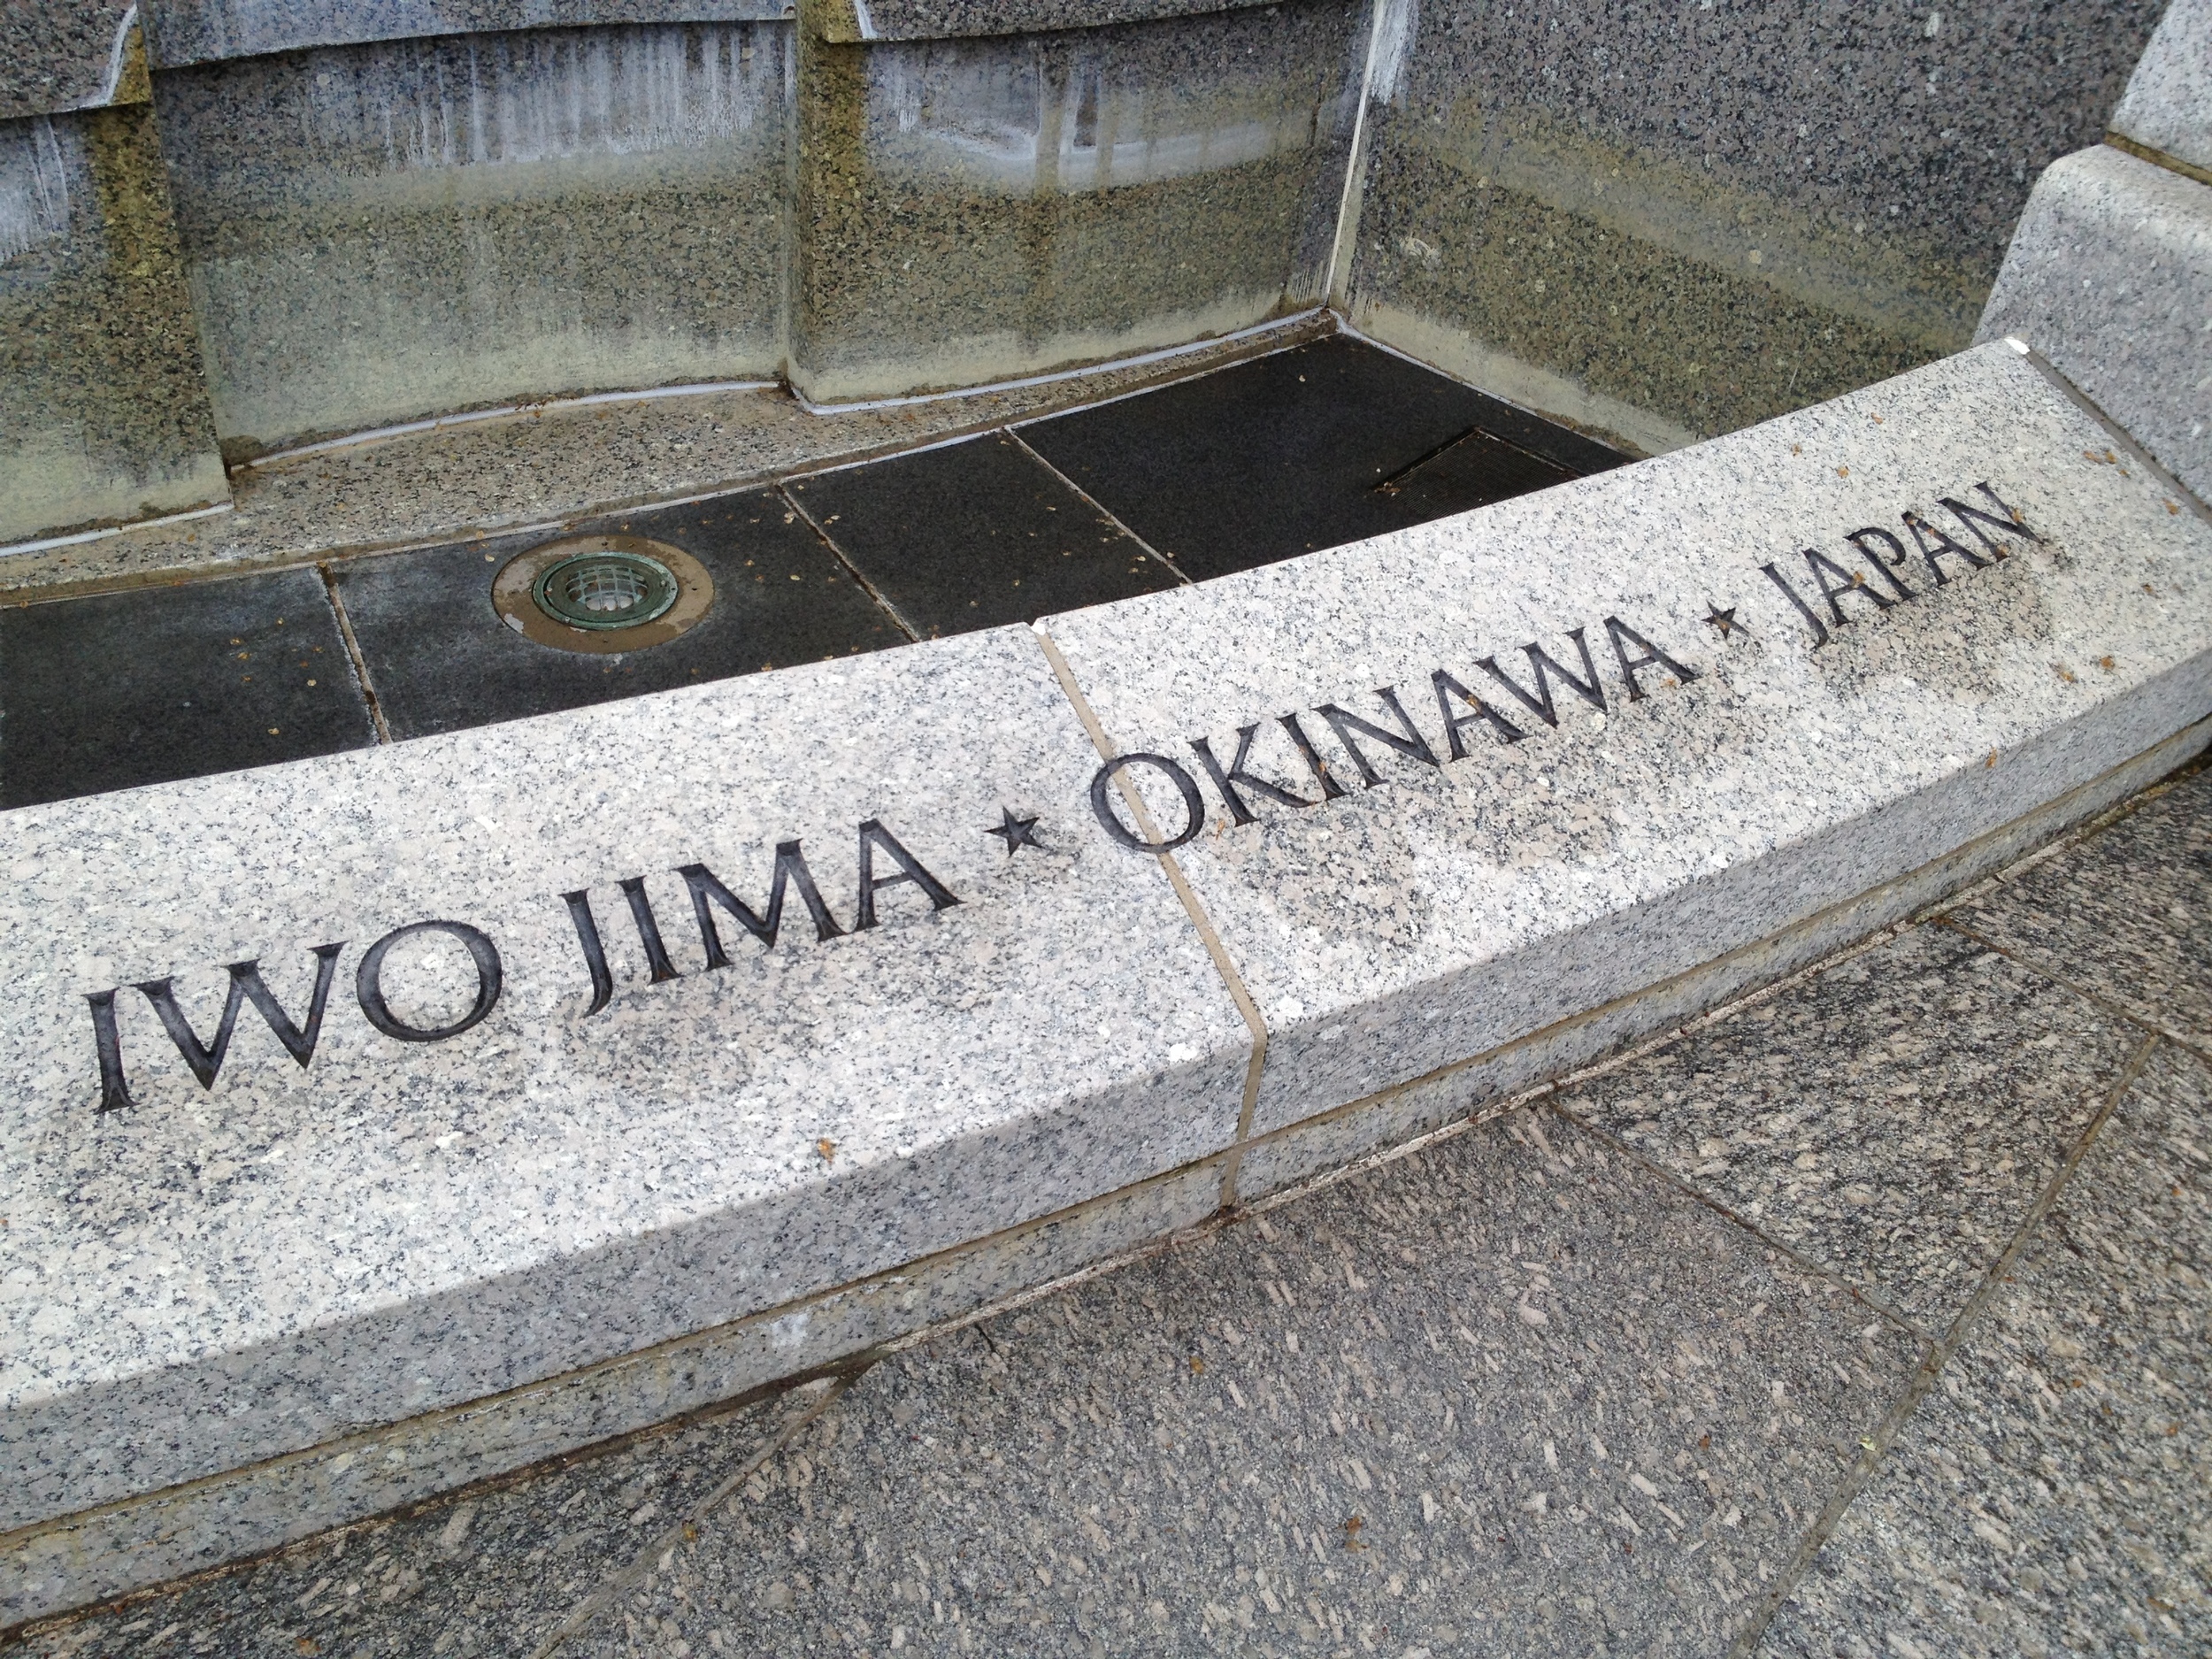 IWO JIMA ★ OKINAWA ★ JAPAN